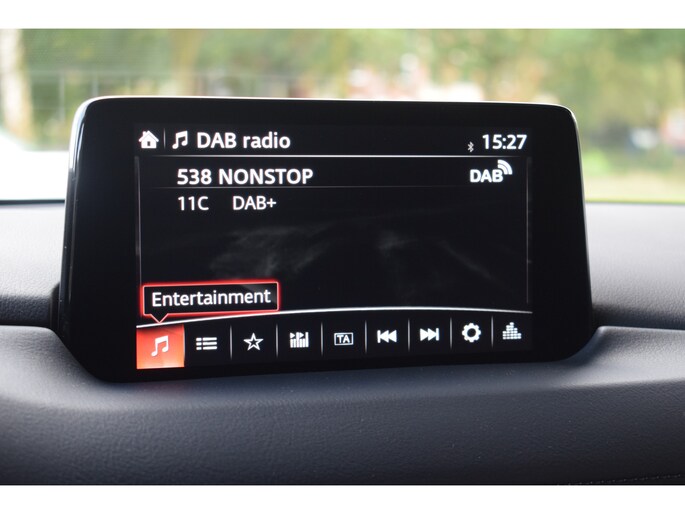 DAB radio 15:27
538 NONSTOP DAB
11C DAB+
Entertainment
TA